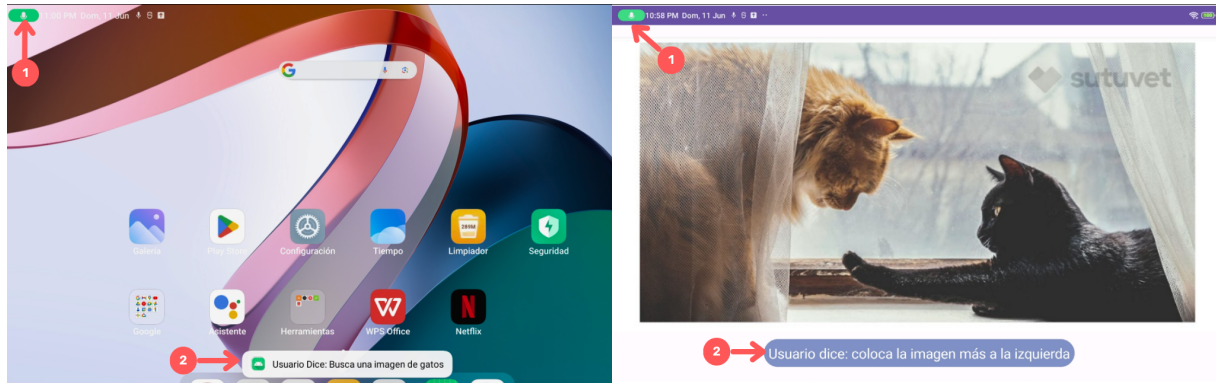 11:00 PM Dom, 11 Jun
1
Galería
Play Store
Configuración
Tiempo
289M
Limpiador
Seguridad
Google
Asistente
Herramientas
WPS Office
Netflix
2
Usuario Dice: Busca una imagen de gatos
10:58 PM Dom, 11 Jun
1
sutuvet
2
Usuario dice: coloca la imagen más a la izquierda